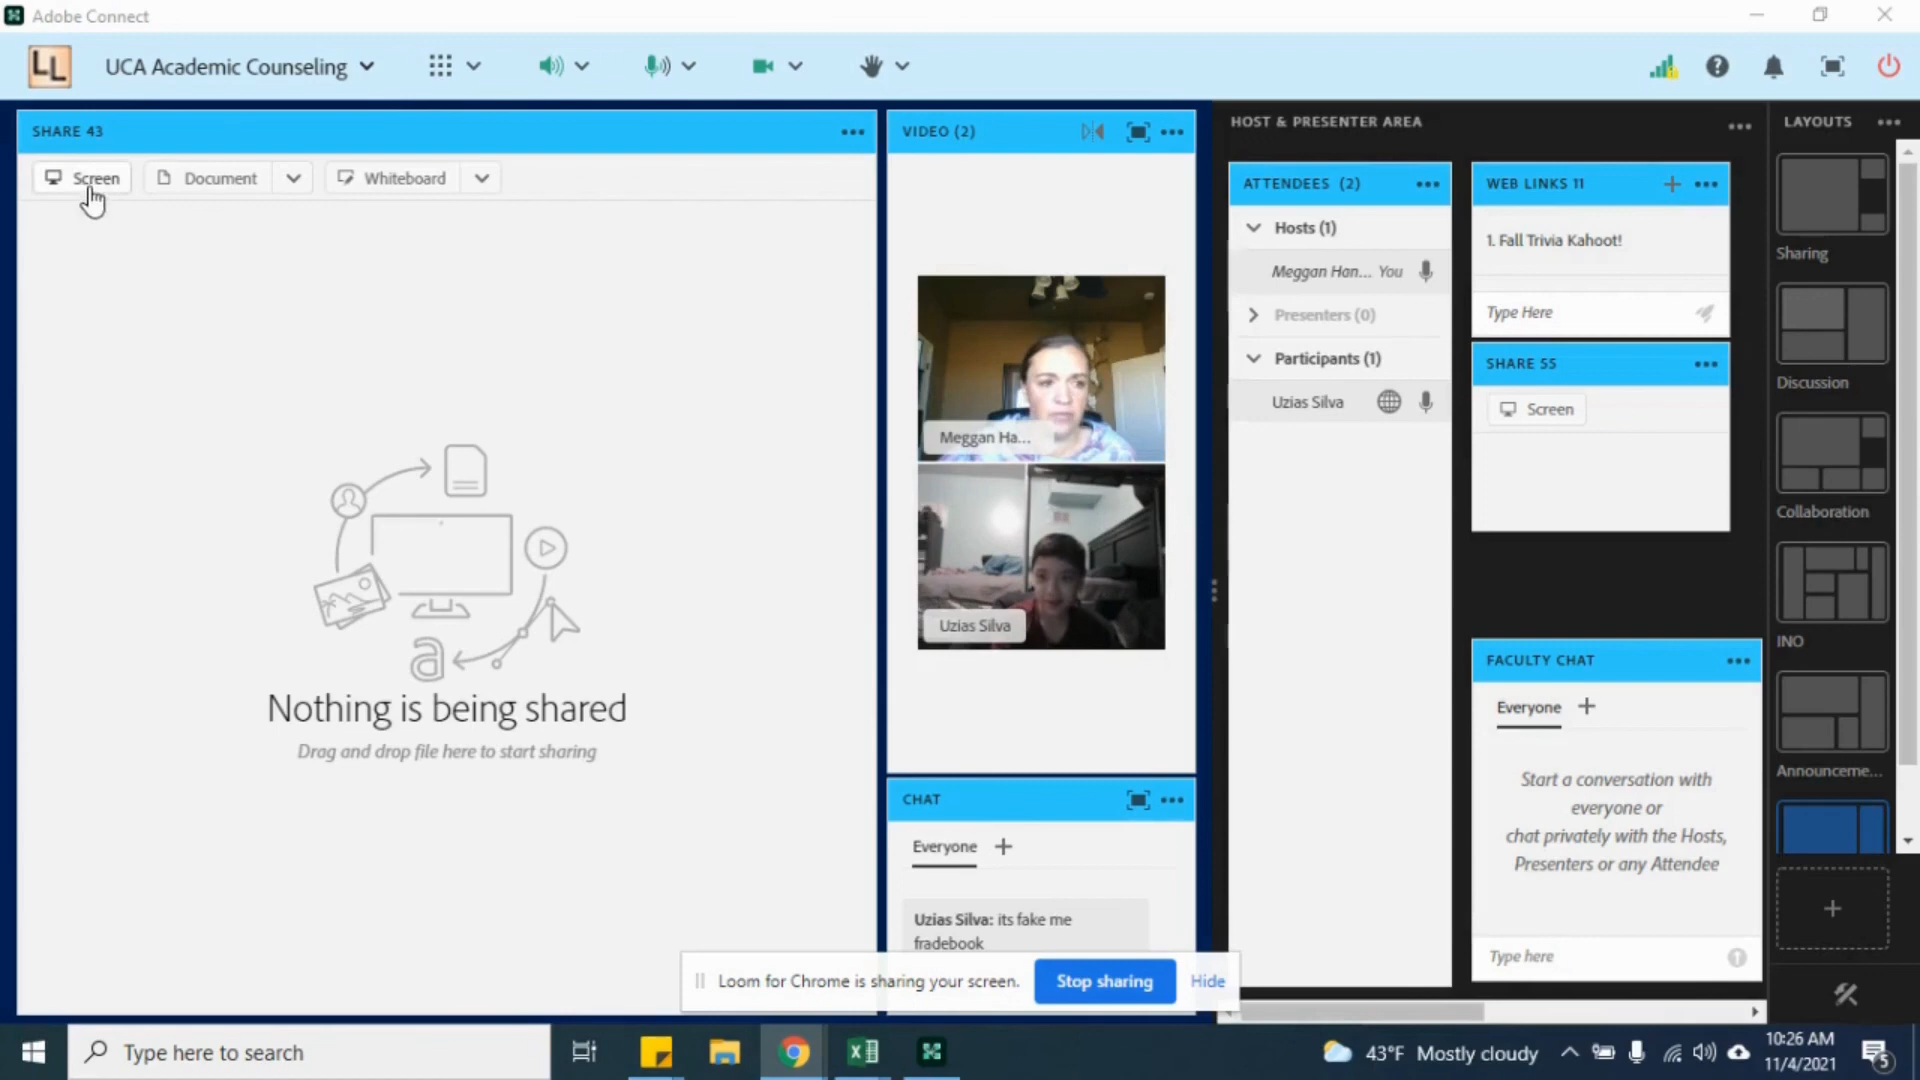 Adobe Connect
LL
UCA Academic Counseling
SHARE 43
Screen
Document
Whiteboard
a
Nothing is being shared
Drag and drop file here to start sharing
VIDEO (2)
Meggan Ha...
Uzias Silva
CHAT
Everyone
Uzias Silva: its fake me
fradebook
Loom for Chrome is sharing your screen.
Stop sharing
Hide
HOST & PRESENTER AREA
ATTENDEES (2)
Hosts (1)
Meggan Han... You
Presenters (0)
Participants (1)
Uzias Silva
WEB LINKS 11
1. Fall Trivia Kahoot!
Type Here
SHARE 55
Screen
FACULTY CHAT
Everyone
Start a conversation with
everyone or
chat privately with the Hosts,
Presenters or any Attendee
Type here
LAYOUTS
Sharing
Discussion
Collaboration
INO
Announceme...
Type here to search
43°F Mostly cloudy
10:26 AM
11/4/2021
5